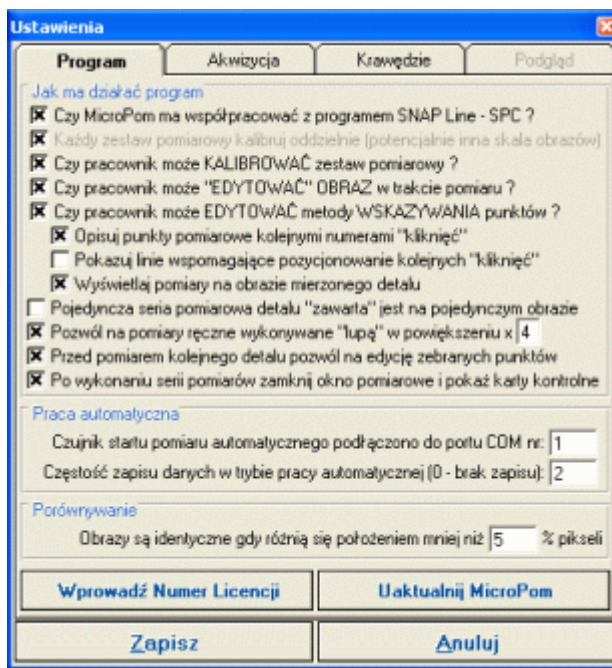 Ustawienia
Program Akwizycja Krawędzie Podgląd
Jak ma działać program
Czy MicroPom ma współpracować z programem SNAP Line - SPC ?
Każdy zestaw pomiarowy kalibruj oddzielnie (potencjalnie inna skala obrazów)
Czy pracownik może KALIBROWAĆ zestaw pomiarowy ?
Czy pracownik może "EDYTOWAĆ" OBRAZ w trakcie pomiaru ?
Czy pracownik może EDYTOWAĆ metody WSKAZYWANIA punktów ?
Opisuj punkty pomiarowe kolejnymi numerami "kliknięć"
Pokazuj linie wspomagające pozycjonowanie kolejnych "kliknięć"
Wyświetlaj pomiary na obrazie mierzonego detalu
Pojedyncza seria pomiarowa detalu "zawarta" jest na pojedynczym obrazie
Pozwól na pomiary ręczne wykonywane "lupą" w powiększeniu x 4
Przed pomiarem kolejnego detalu pozwól na edycję zebranych punktów
Po wykonaniu serii pomiarów zamknij okno pomiarowe i pokaż karty kontrolne
Praca automatyczna
Czujnik startu pomiaru automatycznego podłączono do portu COM nr: 1
Częstość zapisu danych w trybie pracy automatycznej (0 - brak zapisu): 2
Porównywanie
Obrazy są identyczne gdy różnią się położeniem mniej niż 5 % pikseli
Wprowadź Numer Licencji Uaktualnij MicroPom
Zapisz Anuluj